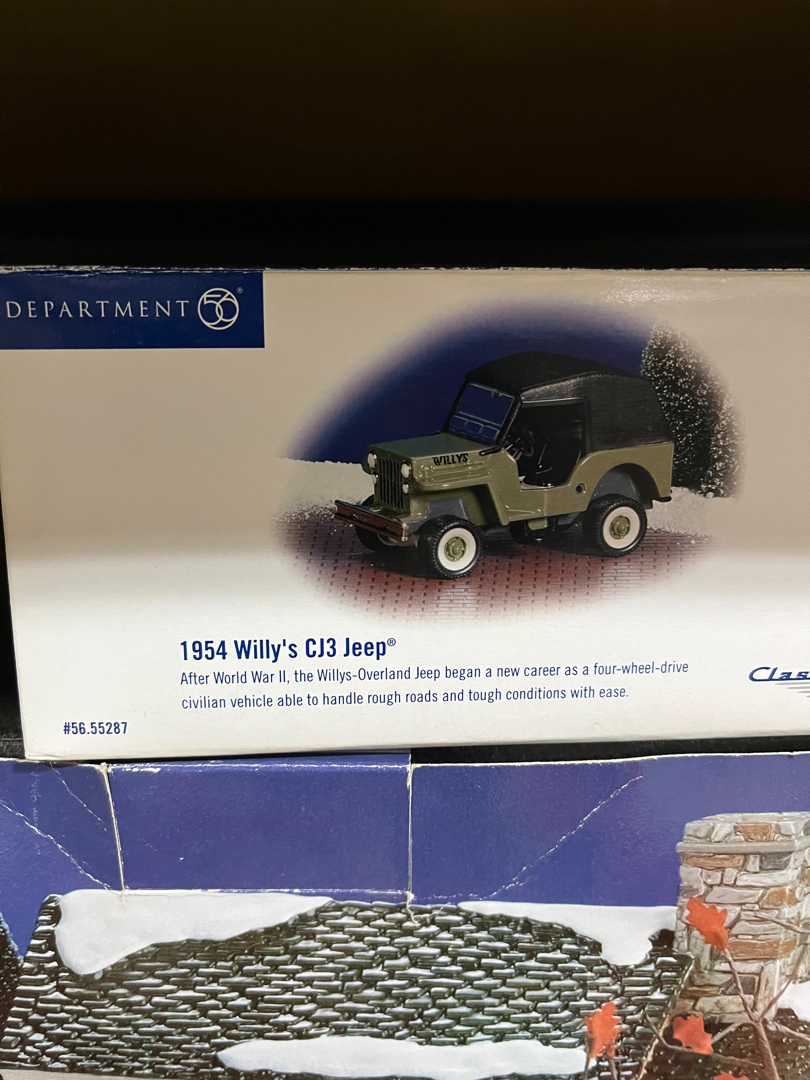 DEPARTMENT 56®
WILLYS
1954 Willy's CJ3 Jeep®
After World War II, the Willys-Overland Jeep began a new career as a four-wheel-drive
civilian vehicle able to handle rough roads and tough conditions with ease.
#56.55287